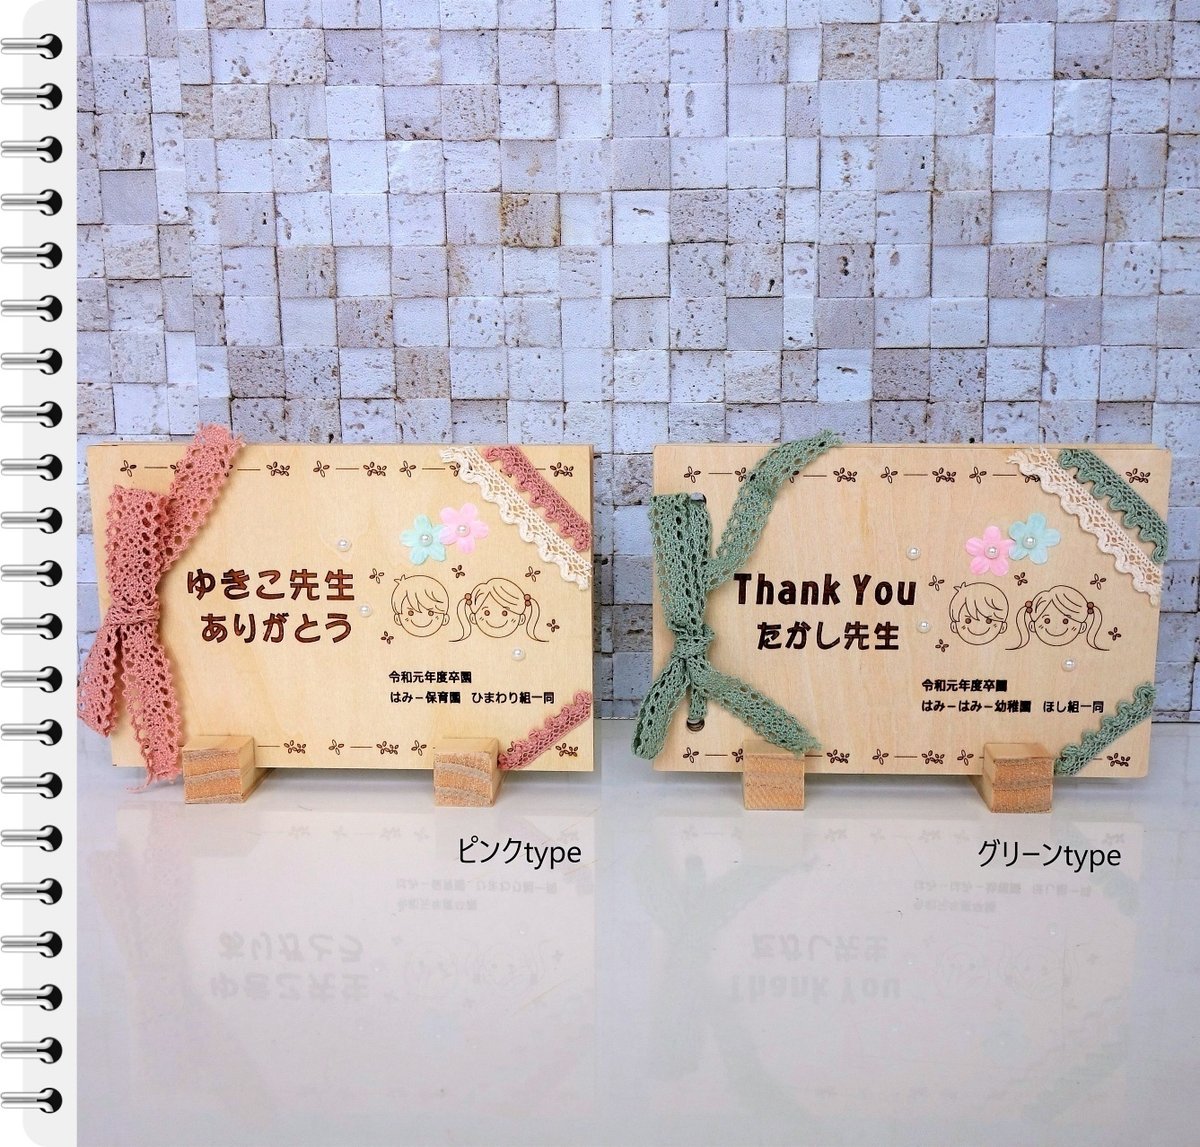 ゆきこ先生
ありがとう
令和元年度卒園
はみー保育園 ひまわり組一同
ピンクtype
Thank You
たかし先生
令和元年度卒園
はみーはみー幼稚園 ほし組一同
グリーンtype